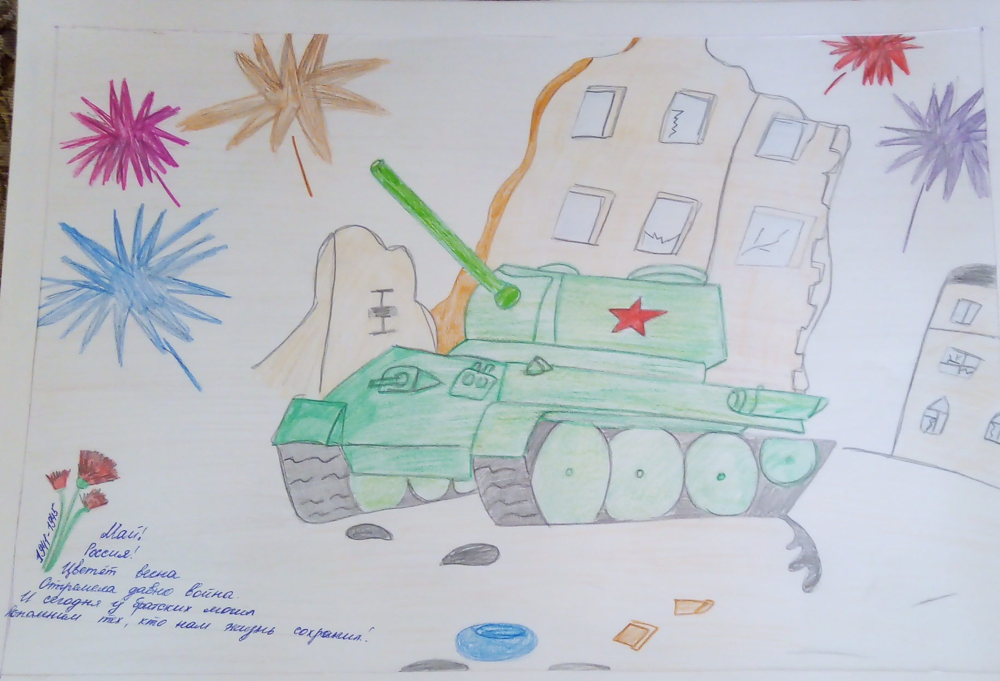 1941-1945
Май!
Россия!
Цветёт весна
Отгремела давно война.
И сегодня у братских могил
Вспомним тех, кто нам жизнь сохранил!